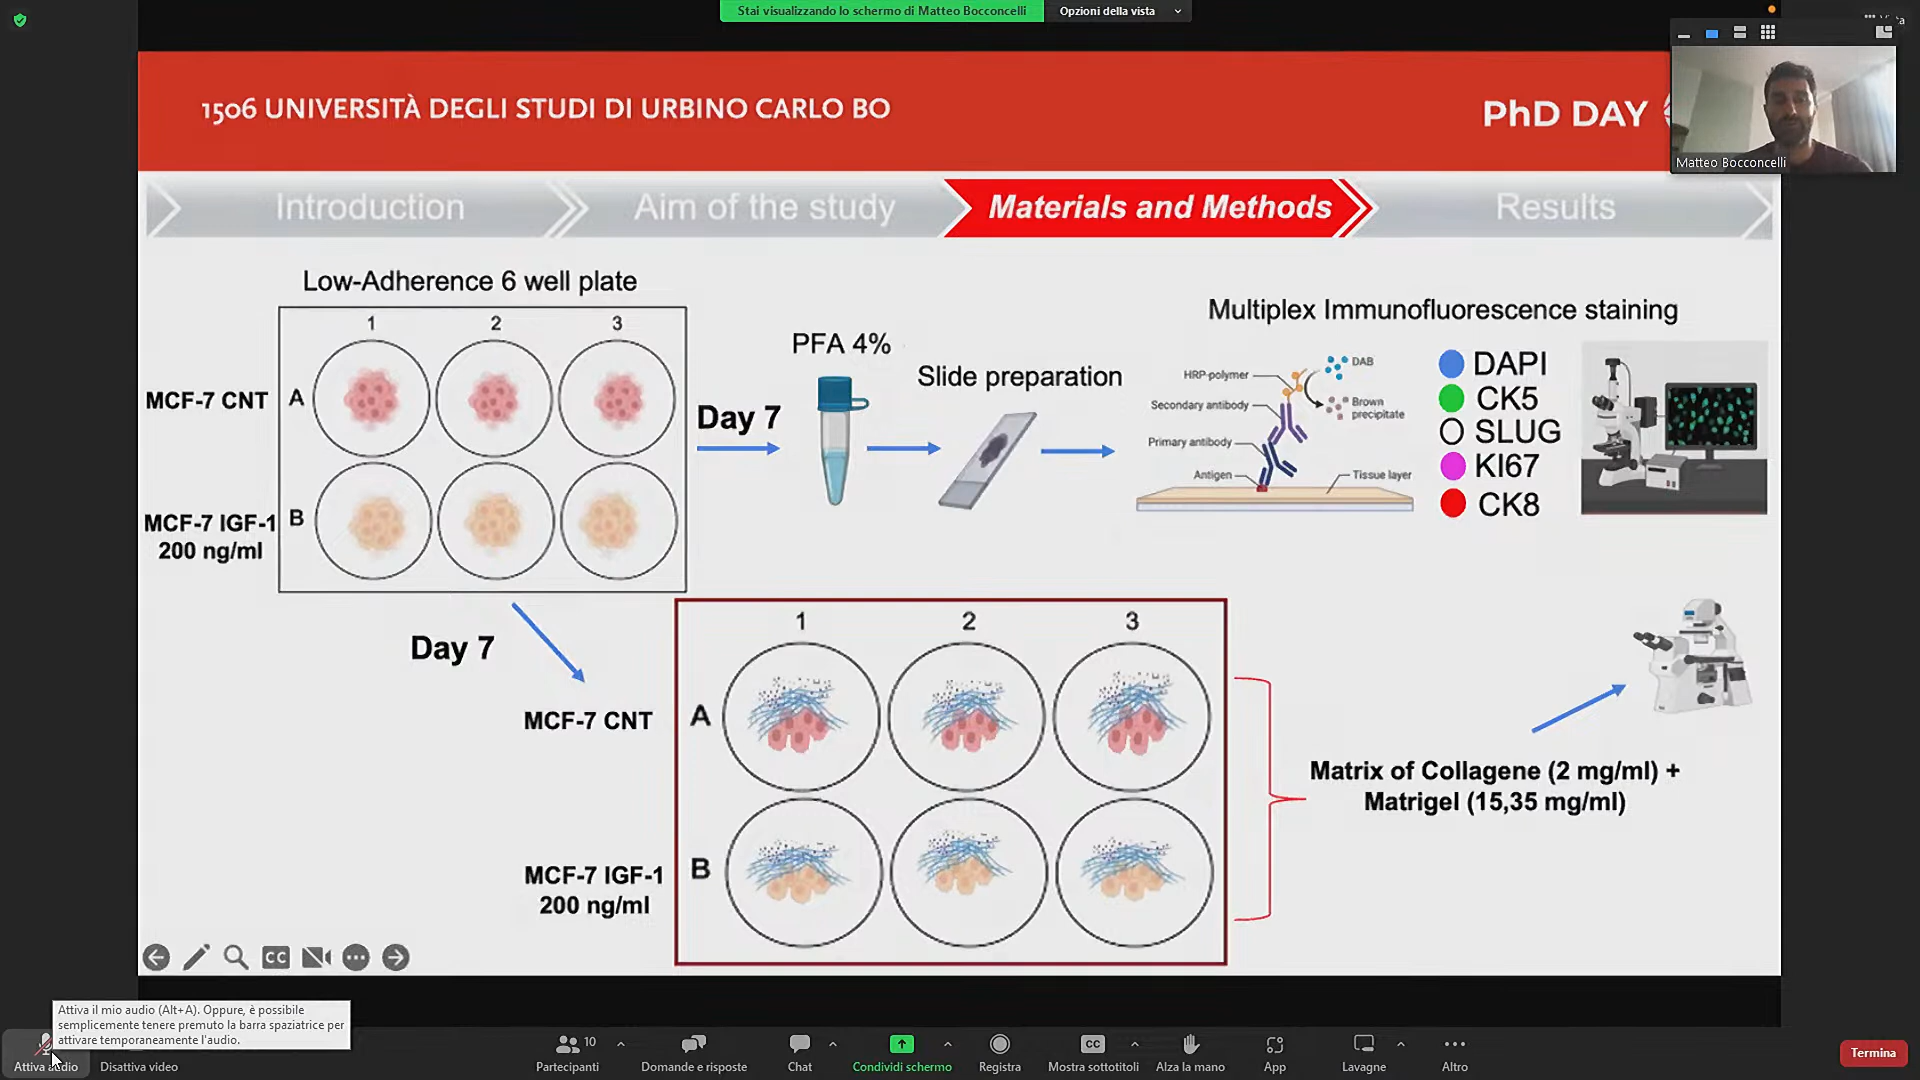 Stai visualizzando lo schermo di Matteo Bocconcelli
Opzioni della vista
1506 UNIVERSITÀ DEGLI STUDI DI URBINO CARLO BO
PhD DAY
Matteo Bocconcelli
Introduction
Aim of the study
Materials and Methods
Results
Low-Adherence 6 well plate
1 2 3
MCF-7 CNT
A
MCF-7 IGF-1
200 ng/ml
B
Day 7
PFA 4%
Slide preparation
Multiplex Immunofluorescence staining
HRP-polymer
DAB
Secondary antibody
Brown
precipitate
Primary antibody
Antigen
Tissue layer
DAPI
CK5
SLUG
KI67
CK8
Day 7
1 2 3
MCF-7 CNT
A
MCF-7 IGF-1
200 ng/ml
B
Matrix of Collagene (2 mg/ml) +
Matrigel (15,35 mg/ml)
CC
Attiva il mio audio (Alt+A). Oppure, è possibile
semplicemente tenere premuto la barra spaziatrice per
attivare temporaneamente l'audio.
Attiva audio
Disattiva video
10
Partecipanti
Domande e risposte
Chat
Condividi schermo
Registra
CC
Mostra sottotitoli
Alza la mano
App
Lavagne
Altro
Termina